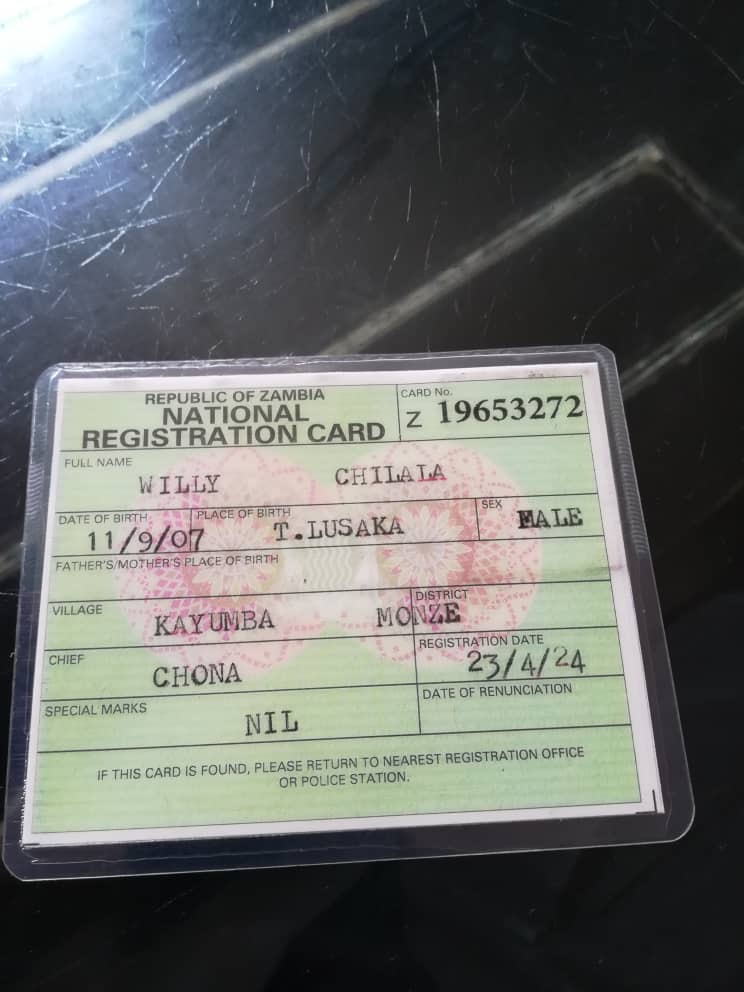 REPUBLIC OF ZAMBIA
NATIONAL
REGISTRATION CARD
CARD No.
Z 19653272
FULL NAME
WILLY CHILALA
DATE OF BIRTH
11/9/07
PLACE OF BIRTH
T.LUSAKA
SEX
MALE
FATHER'S/MOTHER'S PLACE OF BIRTH
VILLAGE
KAYUMBA
DISTRICT
MONZE
CHIEF
CHONA
REGISTRATION DATE
23/4/24
SPECIAL MARKS
NIL
DATE OF RENUNCIATION
IF THIS CARD IS FOUND, PLEASE RETURN TO NEAREST REGISTRATION OFFICE
OR POLICE STATION.